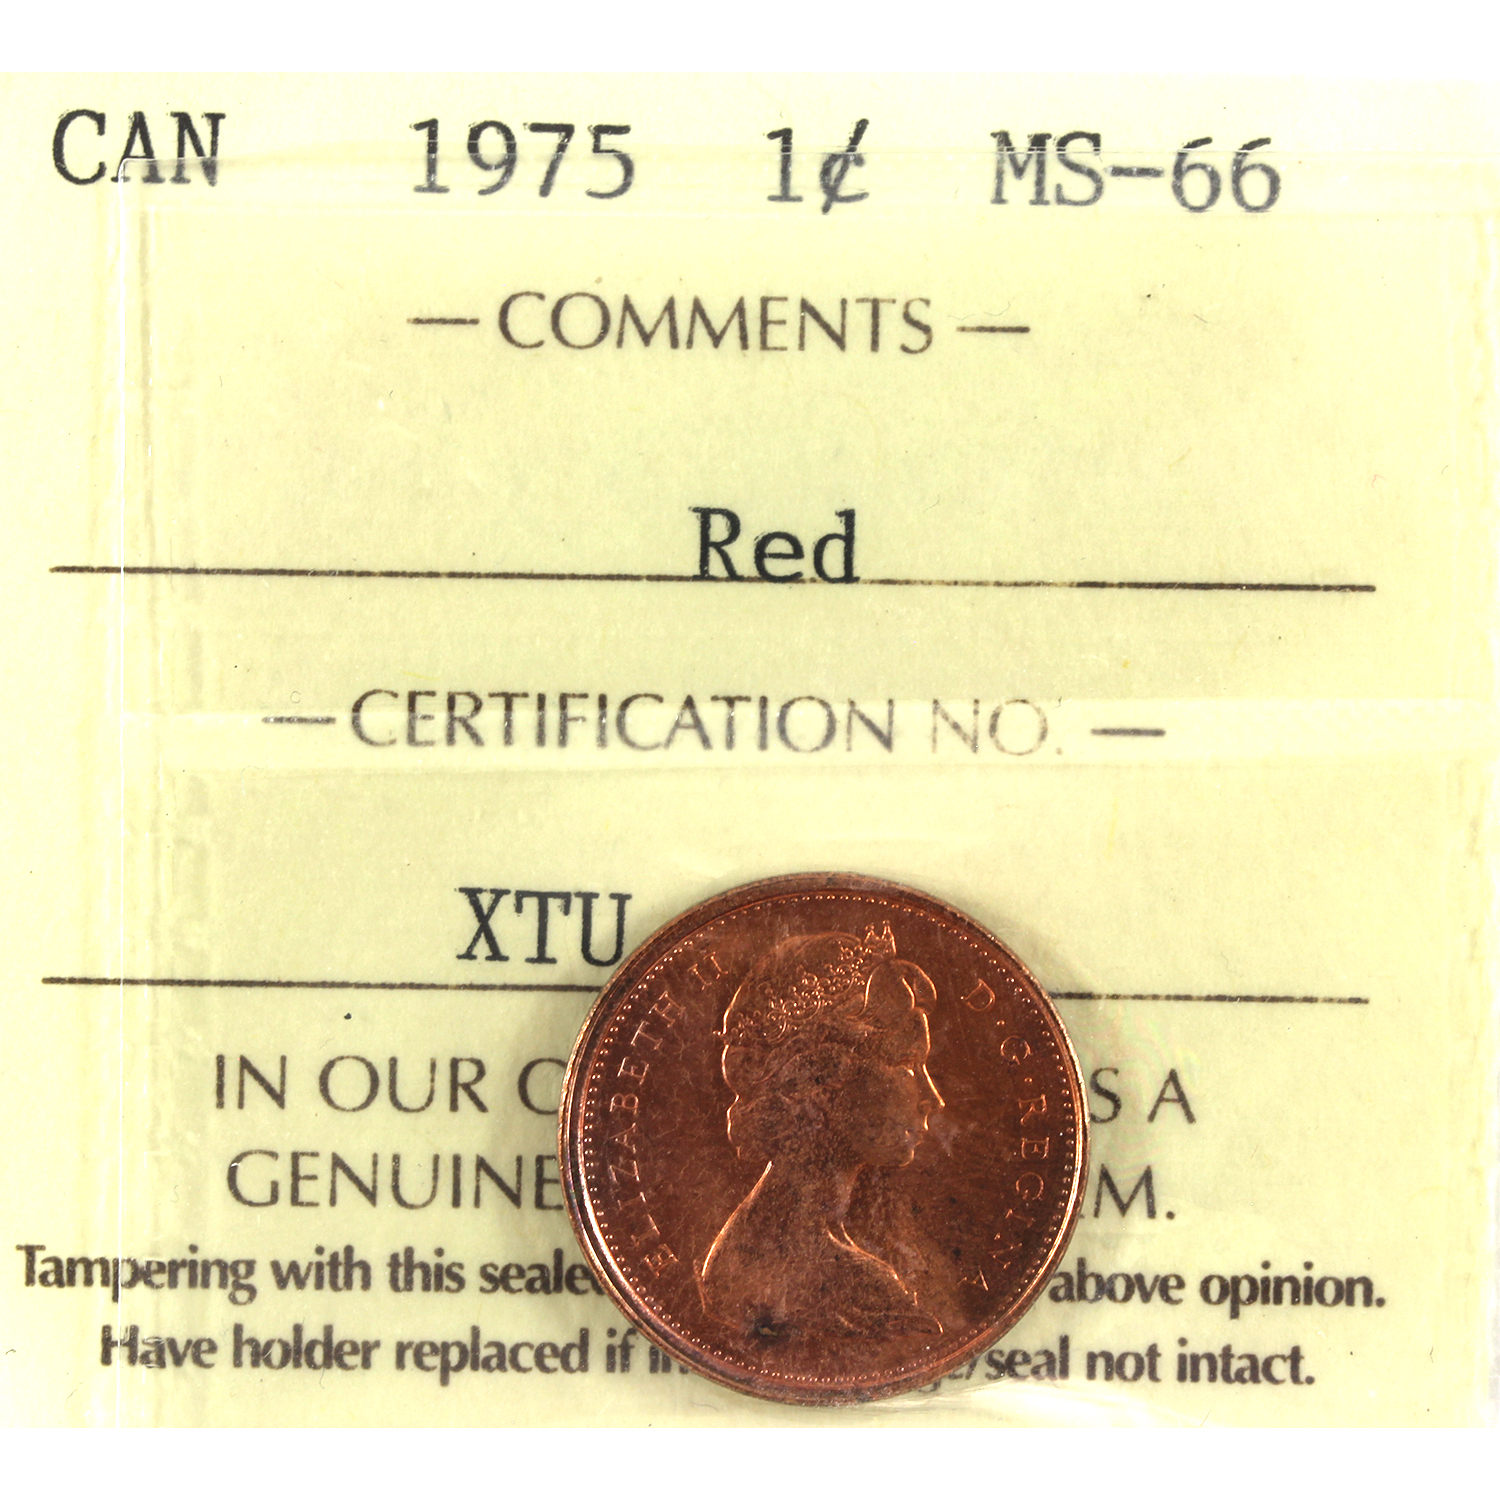 CAN 1975 1¢ MS-66
— COMMENTS —
Red
— CERTIFICATION NO. —
XTU
IN OUR S A
GENUINE M.
Tampering with this above opinion.
Have holder replaced if seal not intact.
ELIZABETH II D·G·REGINA